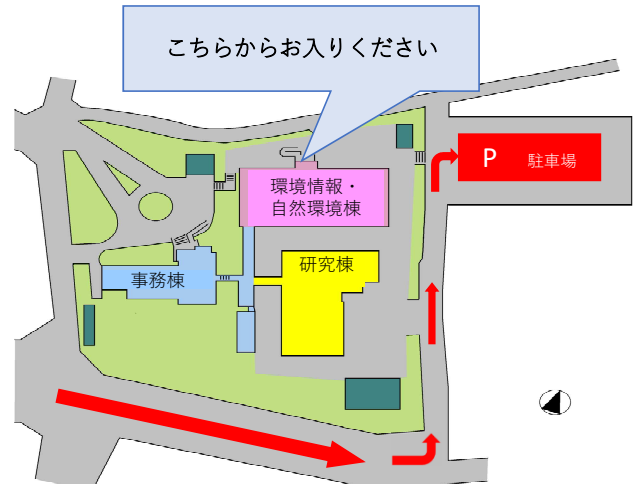 こちらからお入りください
P 駐車場
環境情報・
自然環境棟
研究棟
事務棟